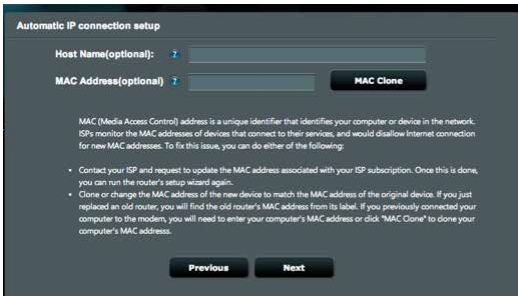 Automatic IP connection setup
Host Name(optional): ?
MAC Address(optional) ? MAC Clone
MAC (Media Access Control) address is a unique identifier that identifies your computer or device in the network.
ISPs monitor the MAC addresses of devices that connect to their services, and would disallow Internet connection
for new MAC addresses. To fix this issue, you can do either of the following:
• Contact your ISP and request to update the MAC address associated with your ISP subscription. Once this is done,
you can run the router's setup wizard again.
• Clone or change the MAC address of the new device to match the MAC address of the original device. If you just
replaced an old router, you will find the old router's MAC address from its label. If you previously connected your
computer to the modem, you will need to enter your computer's MAC address or click "MAC Clone" to clone your
computer's MAC addresss.
Previous Next